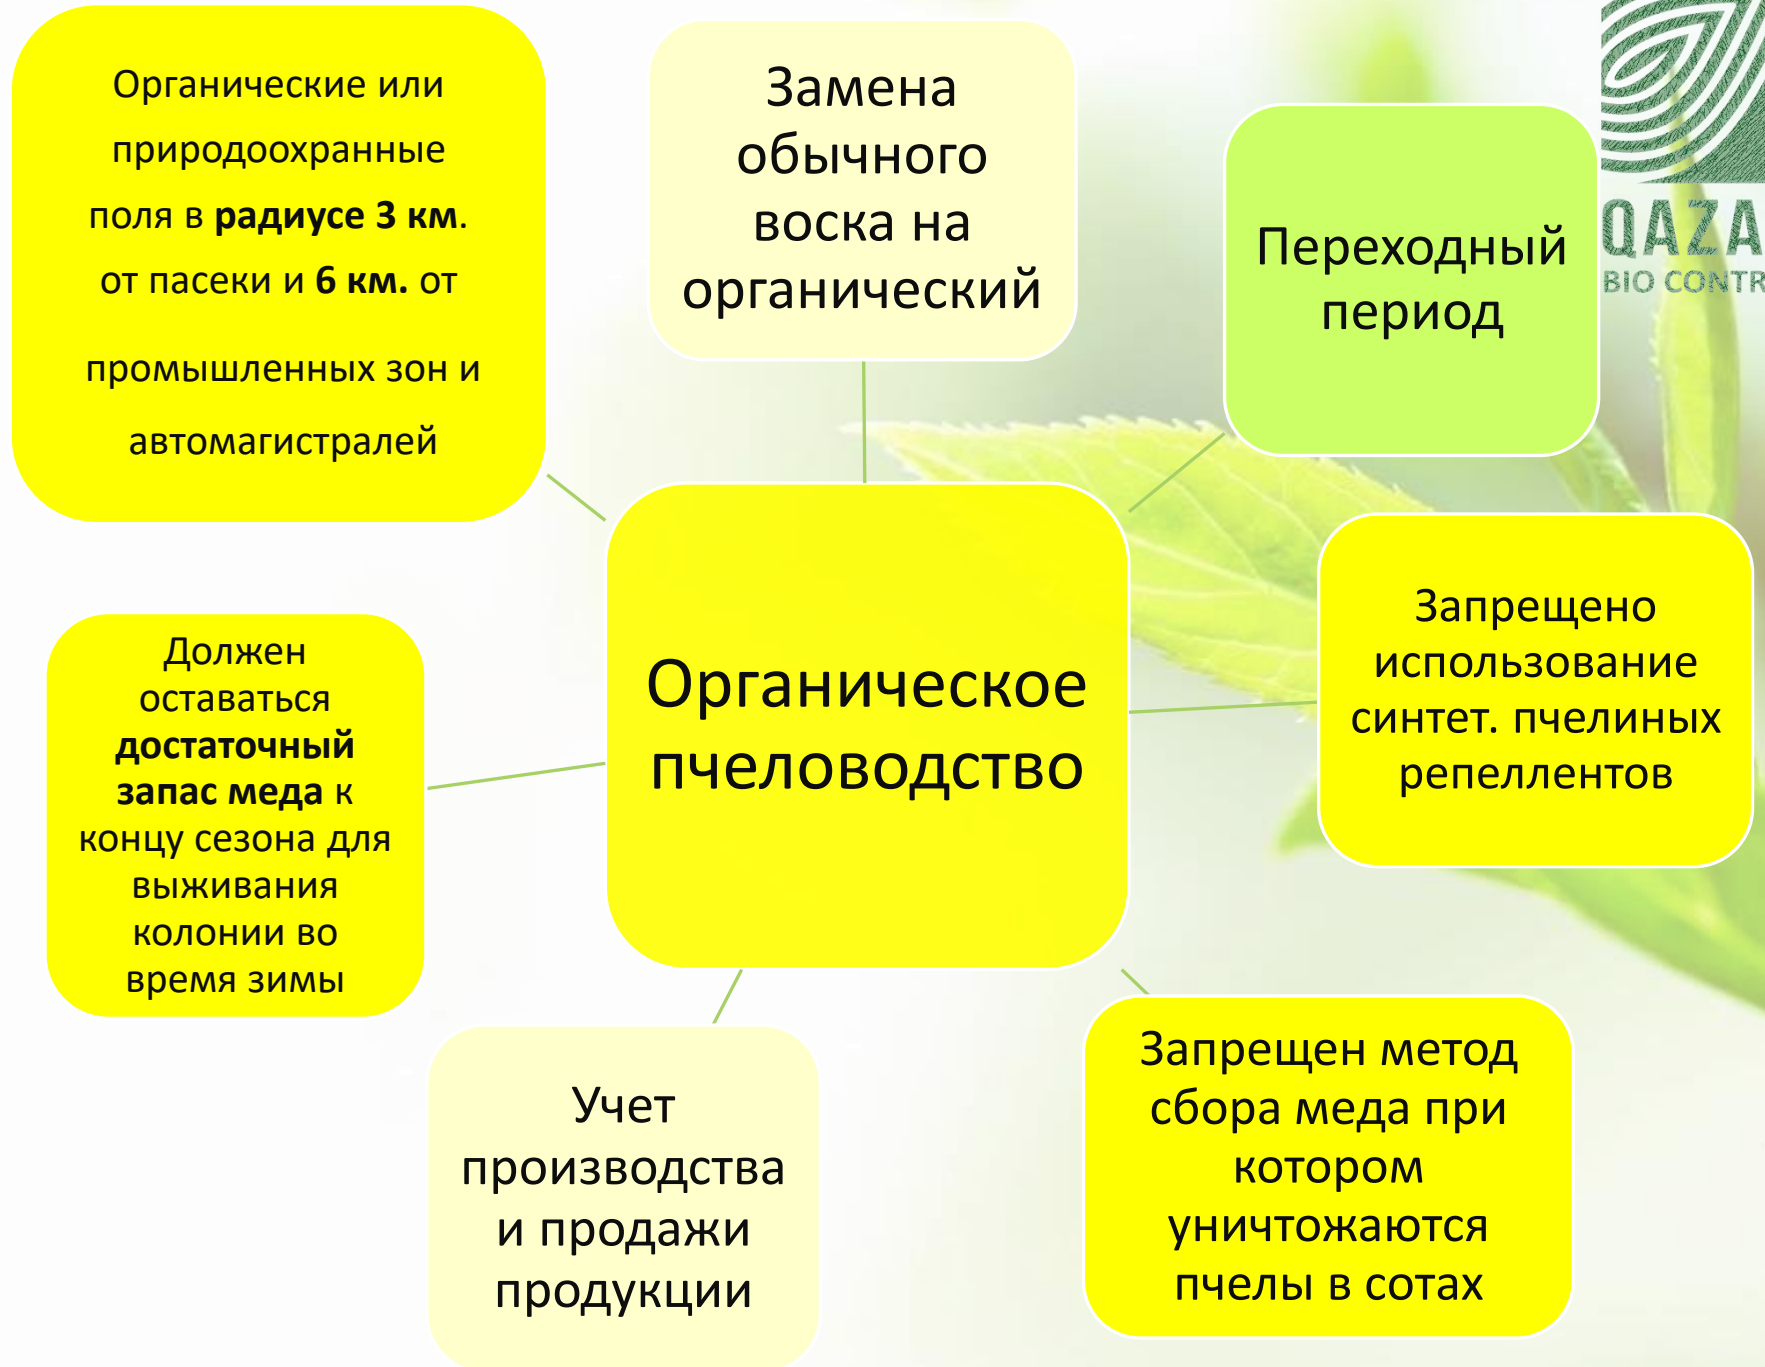 Органические или
природоохранные
поля в радиусе 3 км.
от пасеки и 6 км. от
промышленных зон и
автомагистралей
Замена
обычного
воска на
органический
Переходный
период
QAZA
BIO CONTR
Запрещено
использование
синтет. пчелиных
репеллентов
Органическое
пчеловодство
Должен
оставаться
достаточный
запас меда к
концу сезона для
выживания
колонии во
время зимы
Учет
производства
и продажи
продукции
Запрещен метод
сбора меда при
котором
уничтожаются
пчелы в сотах